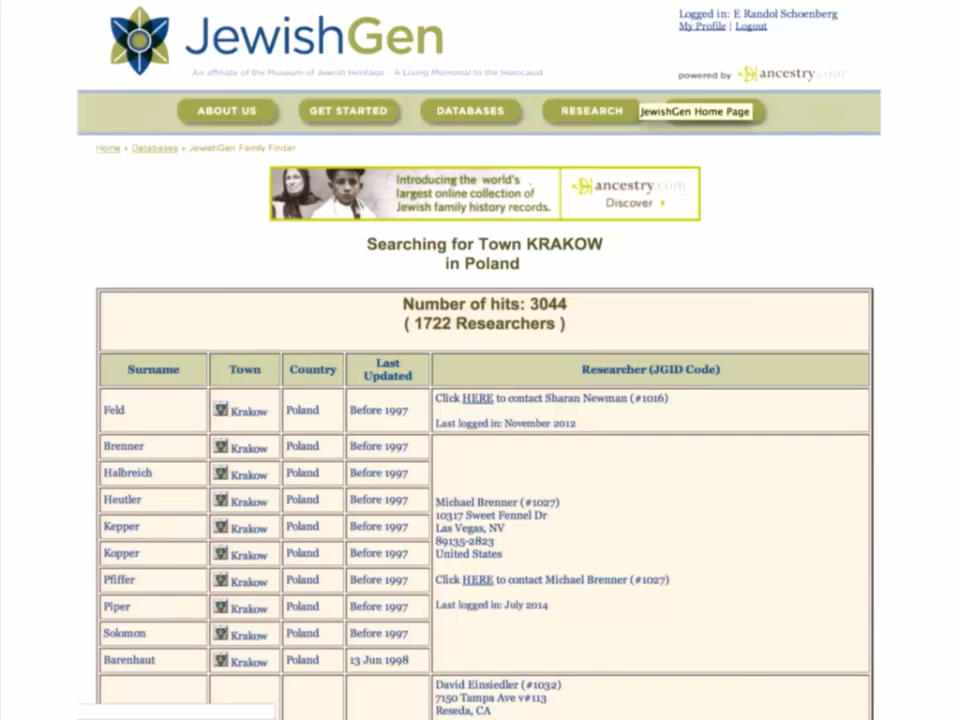 JewishGen
An affiliate of the Museum of Jewish Heritage - A Living Memorial to the Holocaust
Logged in: E Randol Schoenberg
My Profile | Logout
powered by ancestry.com
ABOUT US GET STARTED DATABASES RESEARCH JewishGen Home Page
Home » Databases » JewishGen Family Finder
Introducing the world's
largest online collection of
Jewish family history records.
ancestry.com
Discover
Searching for Town KRAKOW
in Poland
Number of hits: 3044
( 1722 Researchers )
Surname Town Country Last Updated Researcher (JGID Code)
Feld Krakow Poland Before 1997
Click HERE to contact Sharan Newman (#1016)
Last logged in: November 2012
Brenner Krakow Poland Before 1997
Halbreich Krakow Poland Before 1997
Heutler Krakow Poland Before 1997
Kepper Krakow Poland Before 1997
Kopper Krakow Poland Before 1997
Pfiffer Krakow Poland Before 1997
Piper Krakow Poland Before 1997
Solomon Krakow Poland Before 1997
Barenhaut Krakow Poland 13 Jun 1998
Michael Brenner (#1027)
10317 Sweet Fennel Dr
Las Vegas, NV
89135-2823
United States
Click HERE to contact Michael Brenner (#1027)
Last logged in: July 2014
David Einsiedler (#1032)
7150 Tampa Ave v#113
Reseda, CA